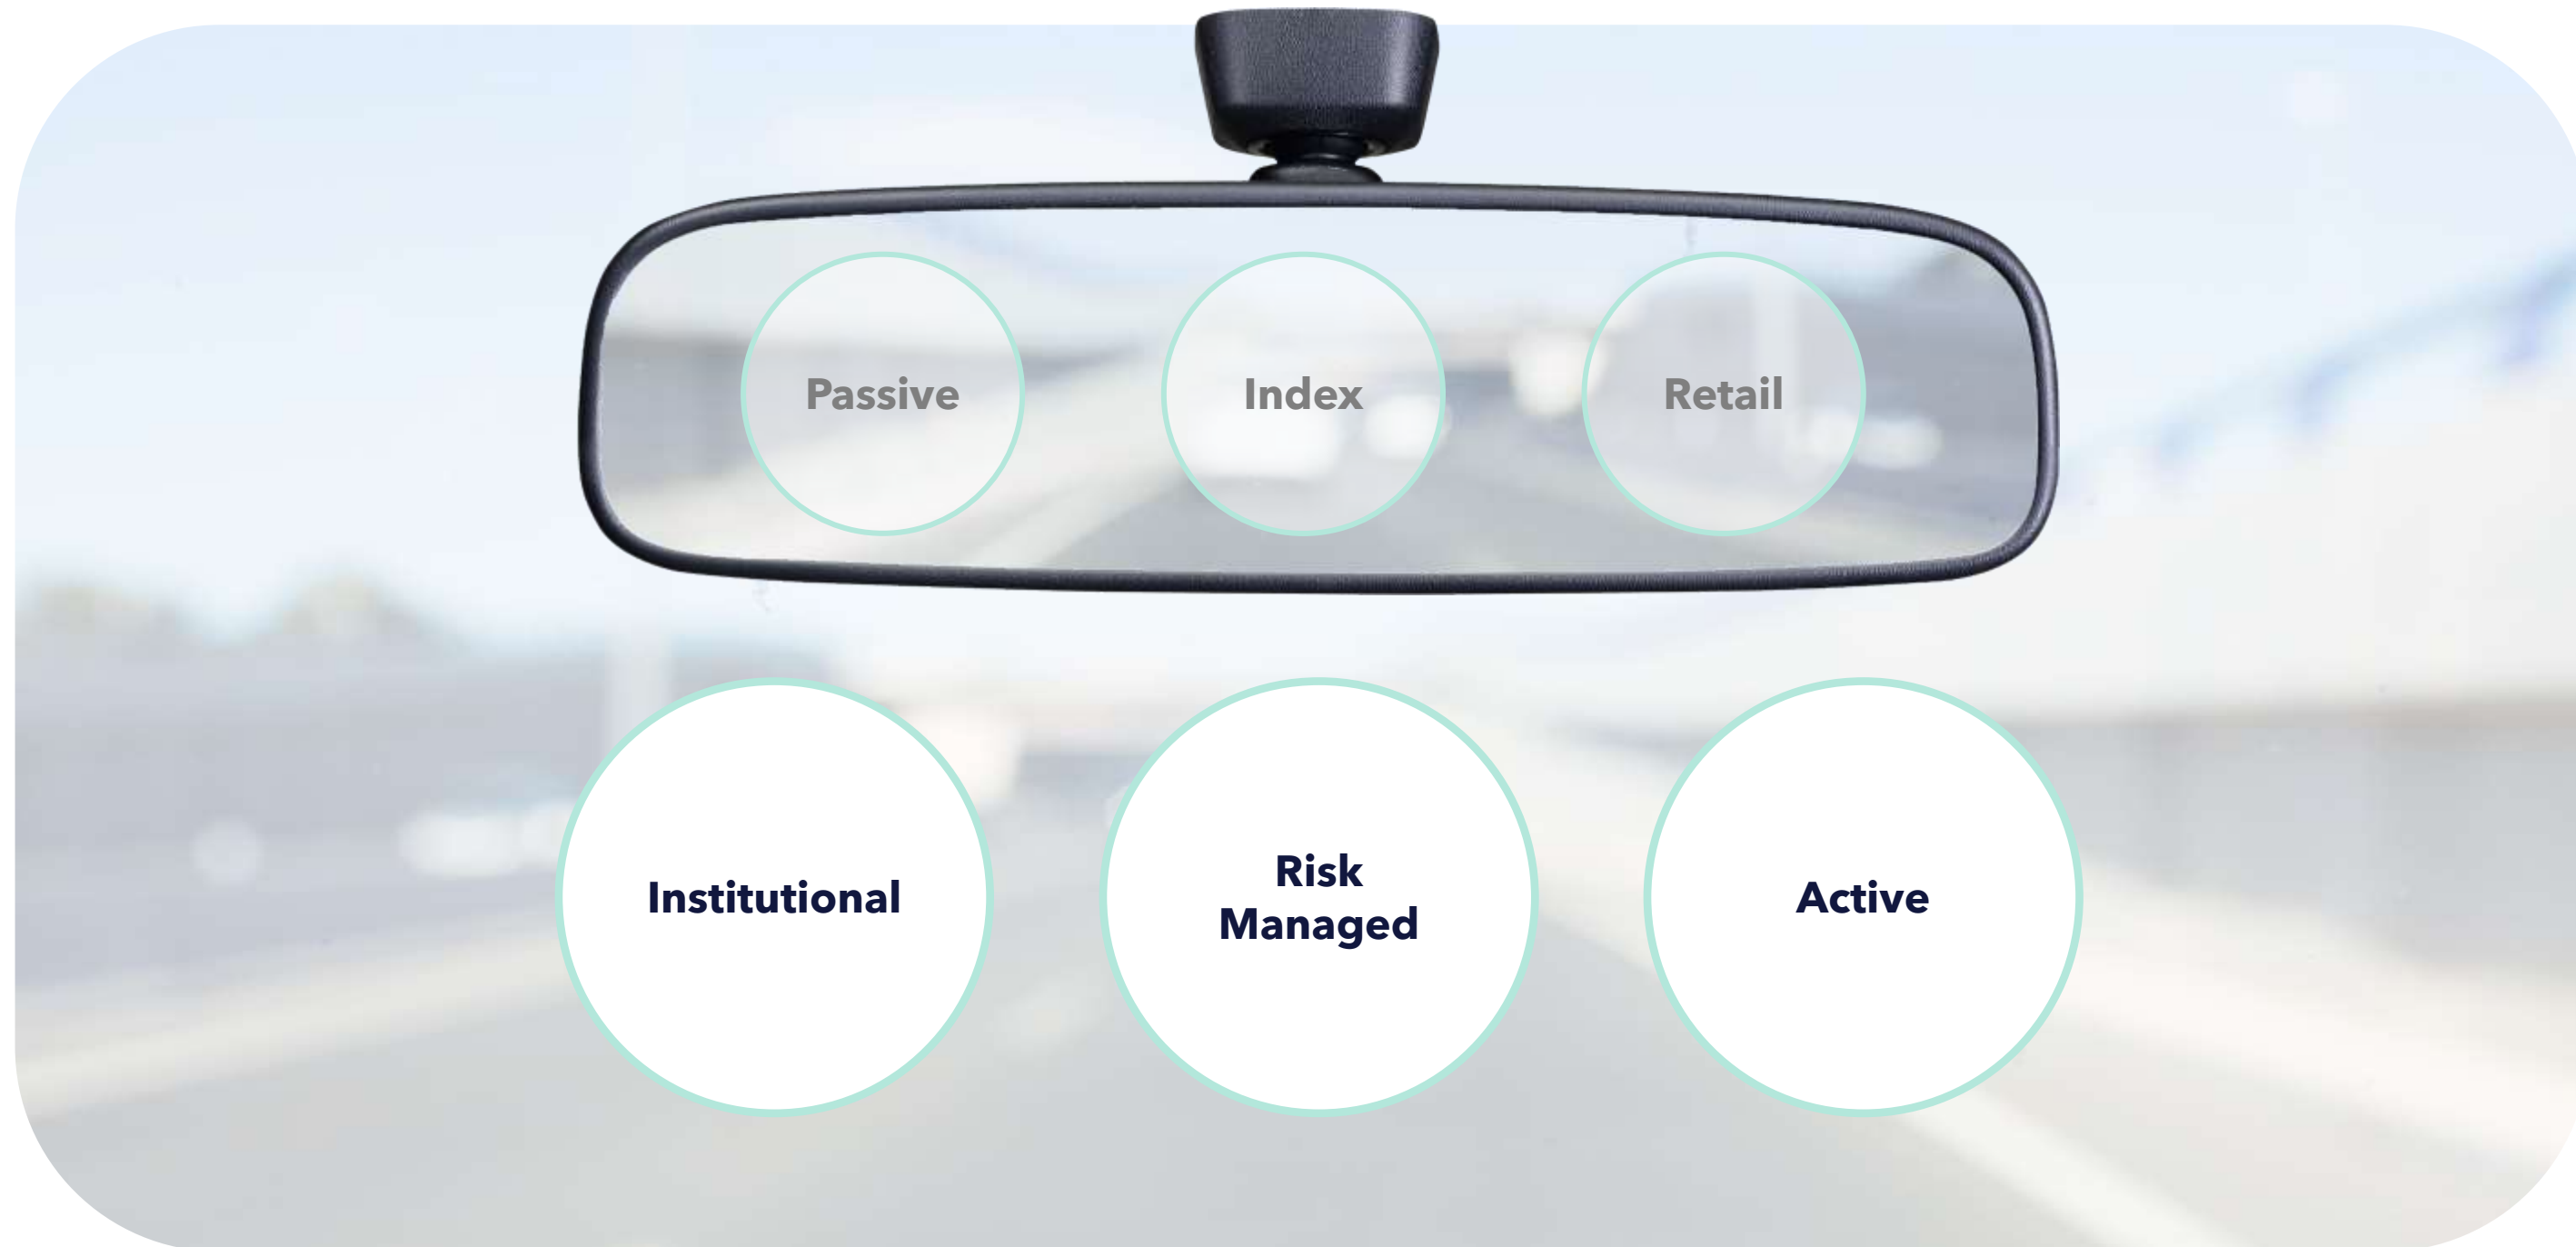 Passive
Index
Retail
Institutional
Risk
Managed
Active